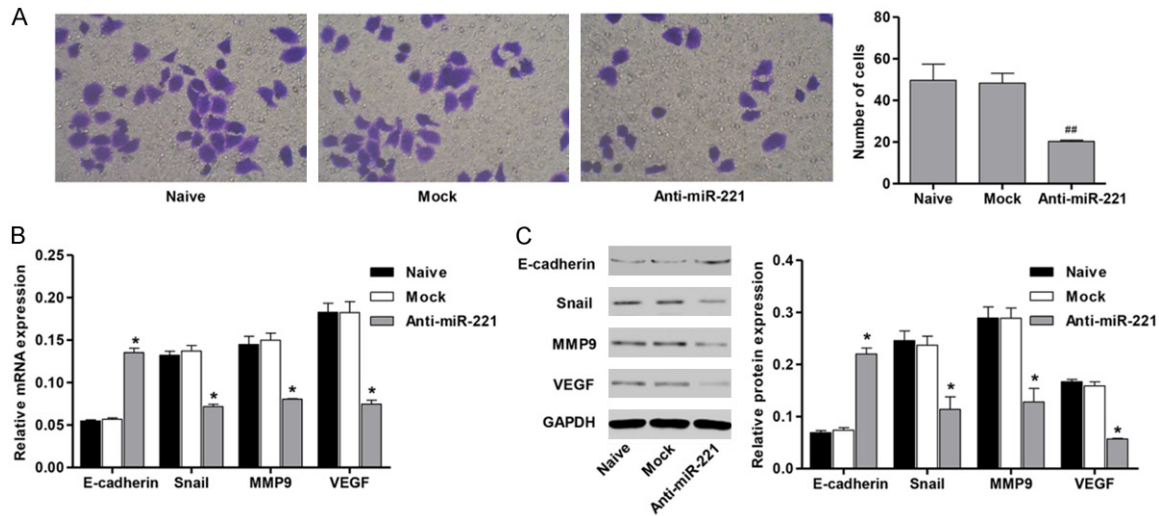 A
Naive
Mock
Anti-miR-221
Number of cells
80
60
40
20
0
##
Naive
Mock
Anti-miR-221
B
Relative mRNA expression
0.25
0.20
0.15
0.10
0.05
0.00
Naive
Mock
Anti-miR-221
*
*
*
*
E-cadherin
Snail
MMP9
VEGF
C
E-cadherin
Snail
MMP9
VEGF
GAPDH
Naive
Mock
Anti-miR-221
Relative protein expression
0.4
0.3
0.2
0.1
0.0
Naive
Mock
Anti-miR-221
*
*
*
*
E-cadherin
Snail
MMP9
VEGF